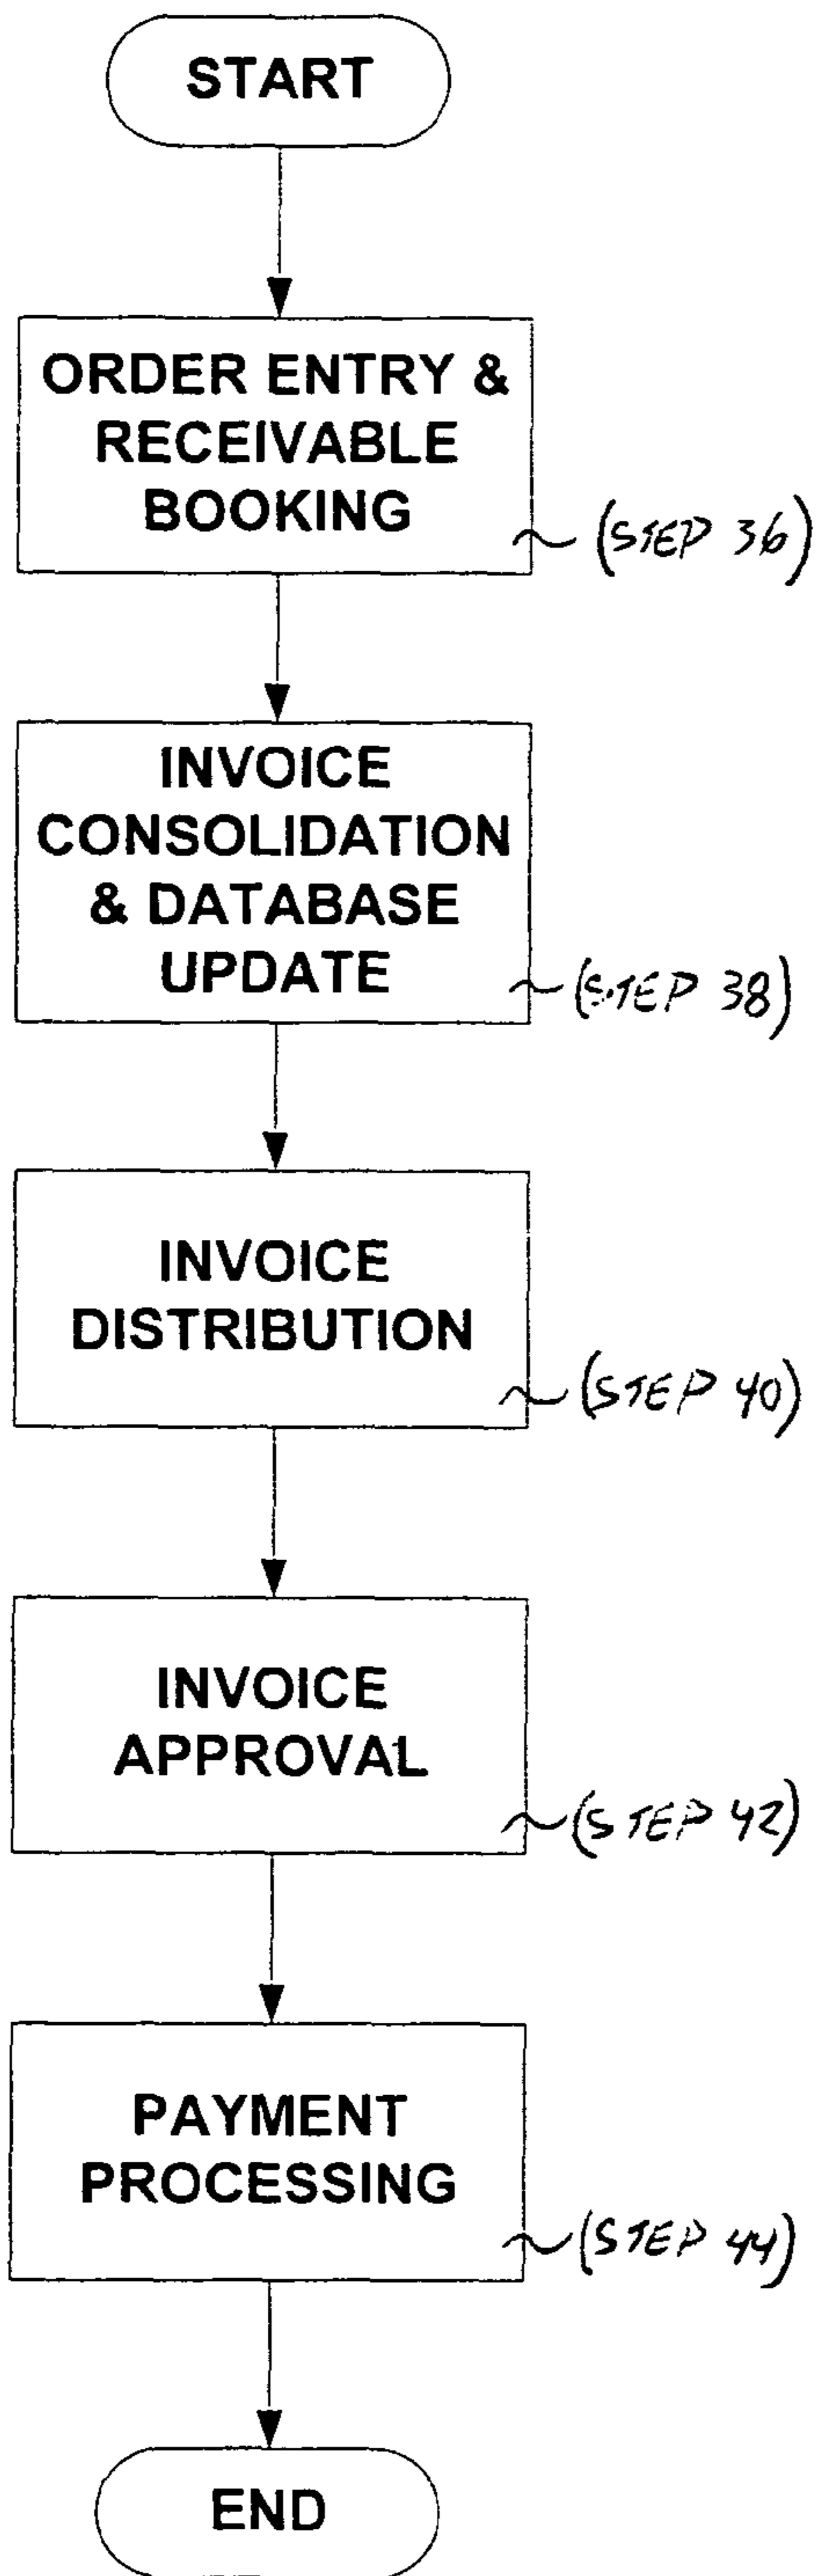 START
ORDER ENTRY &
RECEIVABLE
BOOKING
(STEP 36)
INVOICE
CONSOLIDATION
& DATABASE
UPDATE
(STEP 38)
INVOICE
DISTRIBUTION
(STEP 40)
INVOICE
APPROVAL
(STEP 42)
PAYMENT
PROCESSING
(STEP 44)
END